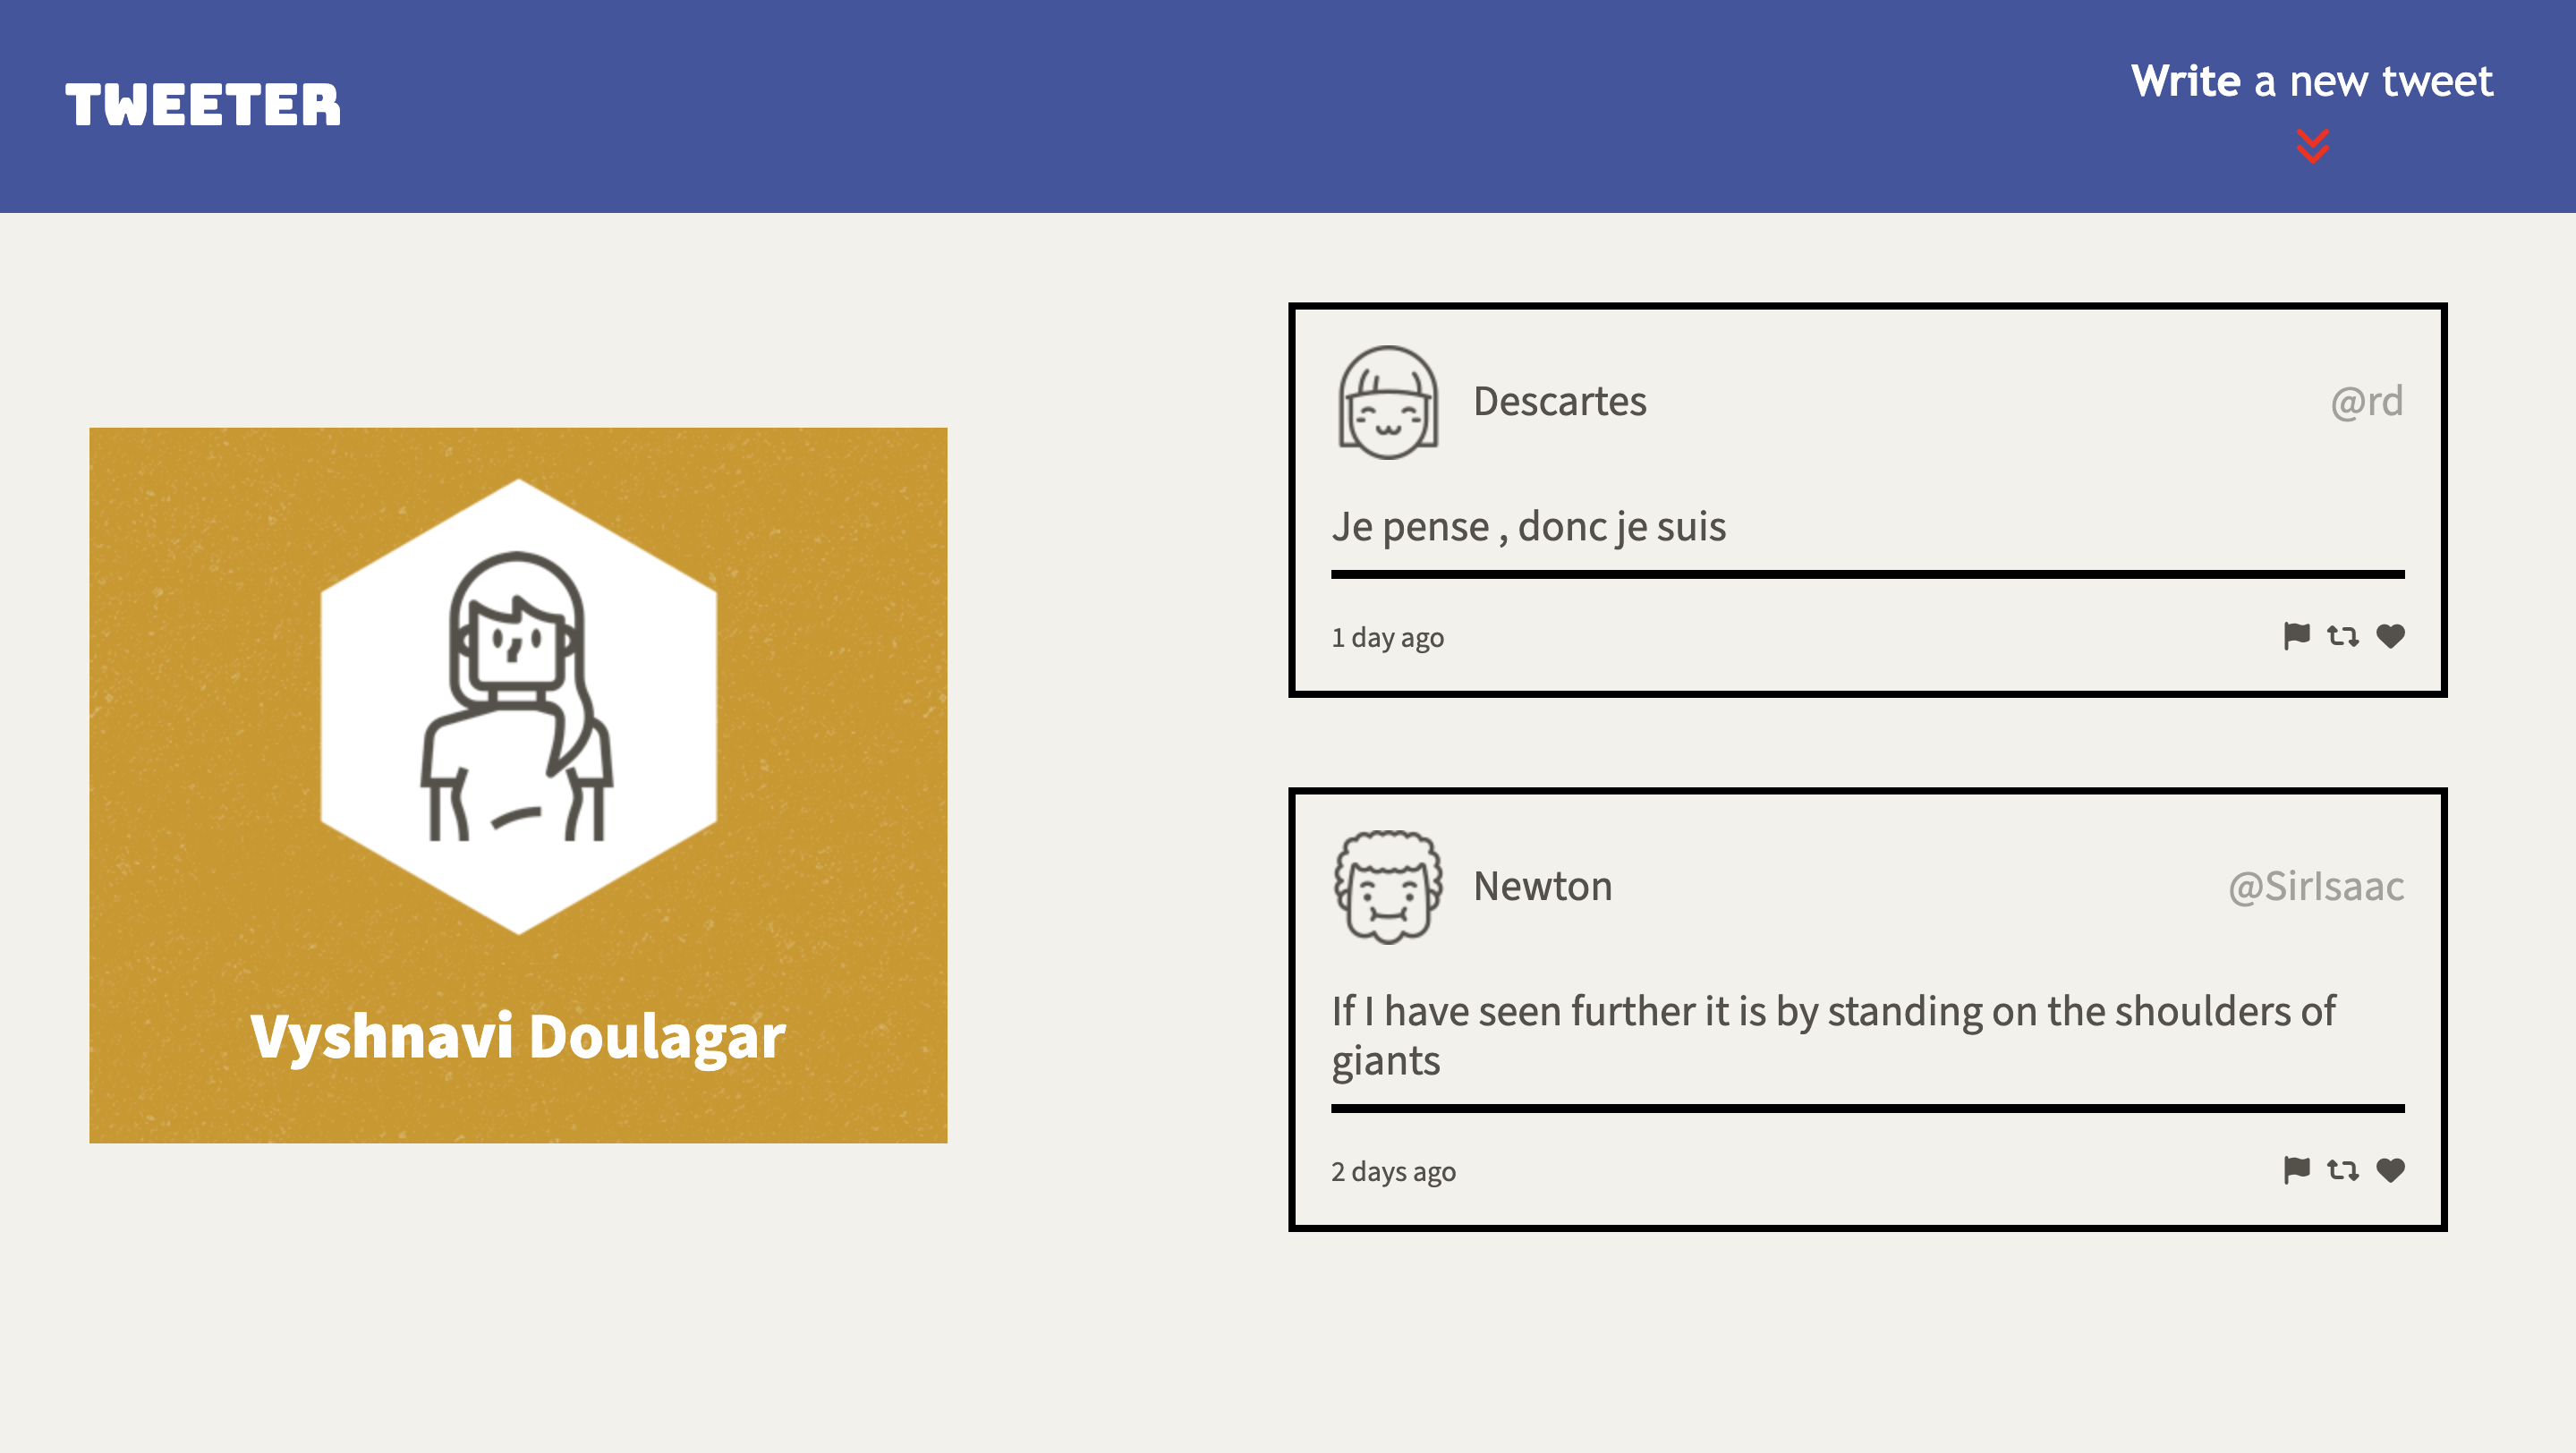 TWEETER
Write a new tweet
Vyshnavi Doulagar
Descartes
@rd
Je pense , donc je suis
1 day ago
Newton
@SirIsaac
If I have seen further it is by standing on the shoulders of
giants
2 days ago